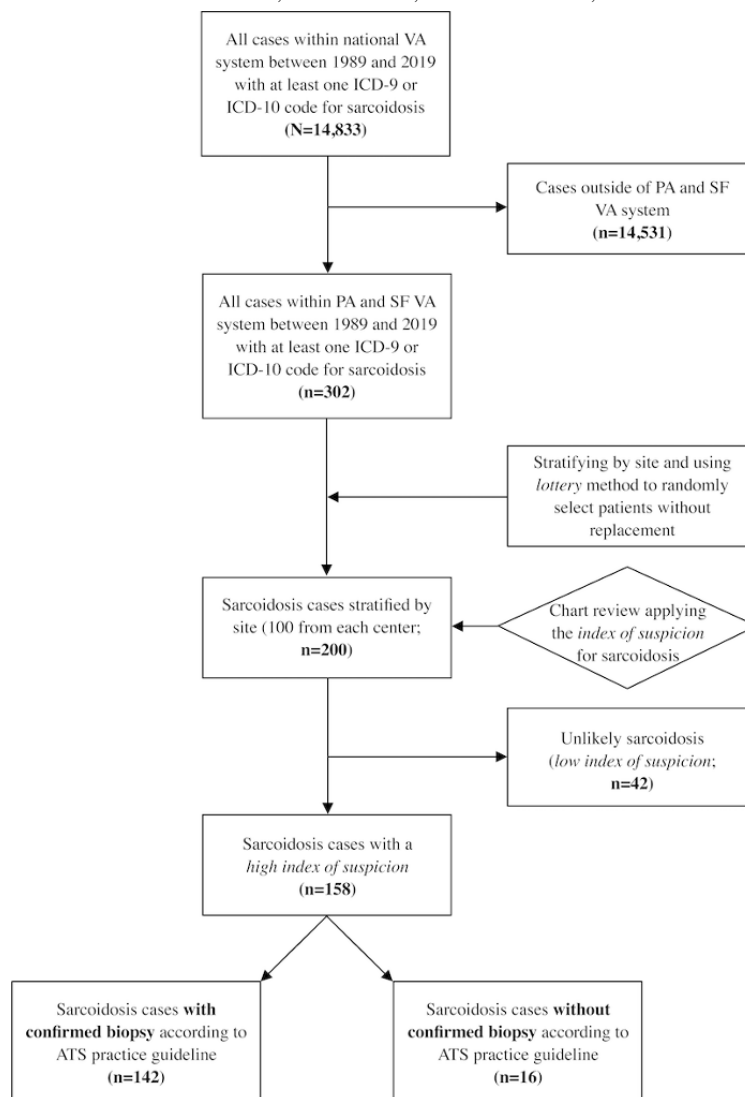 All cases within national VA
system between 1989 and 2019
with at least one ICD-9 or
ICD-10 code for sarcoidosis
(N=14,833)
Cases outside of PA and SF
VA system
(n=14,531)
All cases within PA and SF VA
system between 1989 and 2019
with at least one ICD-9 or
ICD-10 code for sarcoidosis
(n=302)
Stratifying by site and using
lottery method to randomly
select patients without
replacement
Sarcoidosis cases stratified by
site (100 from each center;
n=200)
Chart review applying
the index of suspicion
for sarcoidosis
Unlikely sarcoidosis
(low index of suspicion;
n=42)
Sarcoidosis cases with a
high index of suspicion
(n=158)
Sarcoidosis cases with
confirmed biopsy according to
ATS practice guideline
(n=142)
Sarcoidosis cases without
confirmed biopsy according to
ATS practice guideline
(n=16)